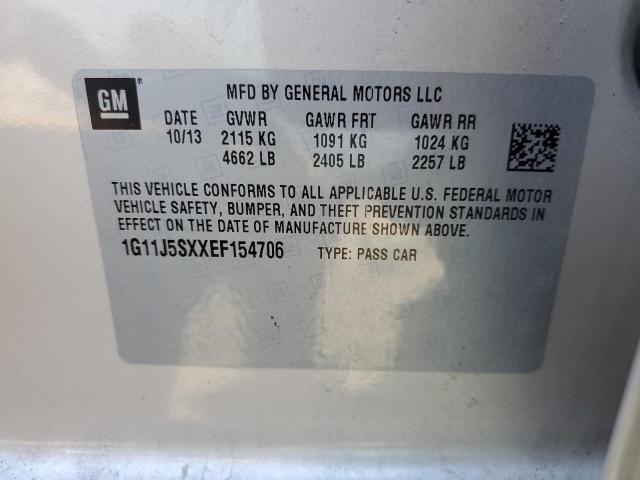 GM ®
MFD BY GENERAL MOTORS LLC
DATE GVWR GAWR FRT GAWR RR
10/13 2115 KG 1091 KG 1024 KG
4662 LB 2405 LB 2257 LB
THIS VEHICLE CONFORMS TO ALL APPLICABLE U.S. FEDERAL MOTOR
VEHICLE SAFETY, BUMPER, AND THEFT PREVENTION STANDARDS IN
EFFECT ON THE DATE OF MANUFACTURE SHOWN ABOVE.
1G11J5SXXEF154706 TYPE: PASS CAR